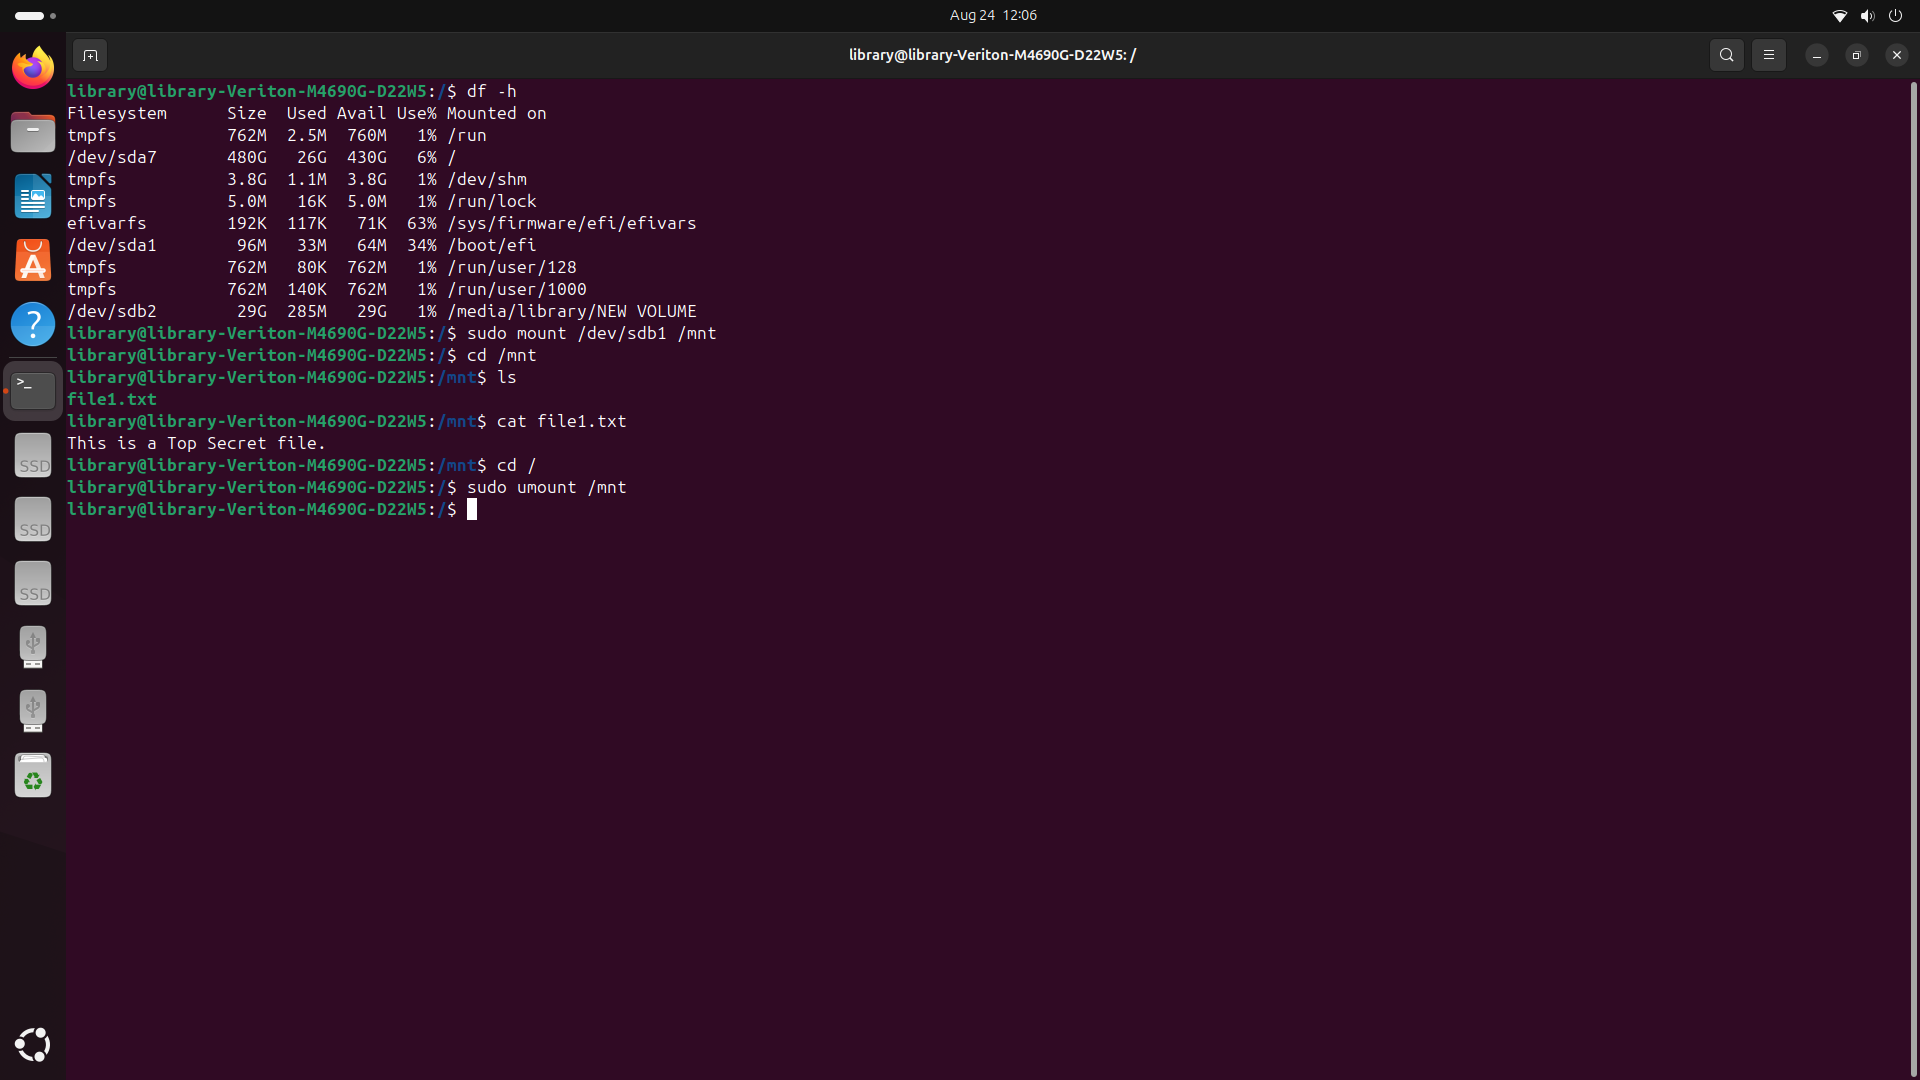 Aug 24 12:06
library@library-Veriton-M4690G-D22W5: /
library@library-Veriton-M4690G-D22W5:/$ df -h
Filesystem      Size  Used Avail Use% Mounted on
tmpfs           762M  2.5M  760M   1% /run
/dev/sda7       480G   26G  430G   6% /
tmpfs           3.8G  1.1M  3.8G   1% /dev/shm
tmpfs           5.0M   16K  5.0M   1% /run/lock
efivarfs        192K  117K   71K  63% /sys/firmware/efi/efivars
/dev/sda1        96M   33M   64M  34% /boot/efi
tmpfs           762M   80K  762M   1% /run/user/128
tmpfs           762M  140K  762M   1% /run/user/1000
/dev/sdb2        29G  285M   29G   1% /media/library/NEW VOLUME
library@library-Veriton-M4690G-D22W5:/$ sudo mount /dev/sdb1 /mnt
library@library-Veriton-M4690G-D22W5:/$ cd /mnt
library@library-Veriton-M4690G-D22W5:/mnt$ ls
file1.txt
library@library-Veriton-M4690G-D22W5:/mnt$ cat file1.txt
This is a Top Secret file.
library@library-Veriton-M4690G-D22W5:/mnt$ cd /
library@library-Veriton-M4690G-D22W5:/$ sudo umount /mnt
library@library-Veriton-M4690G-D22W5:/$
SSD
SSD
SSD